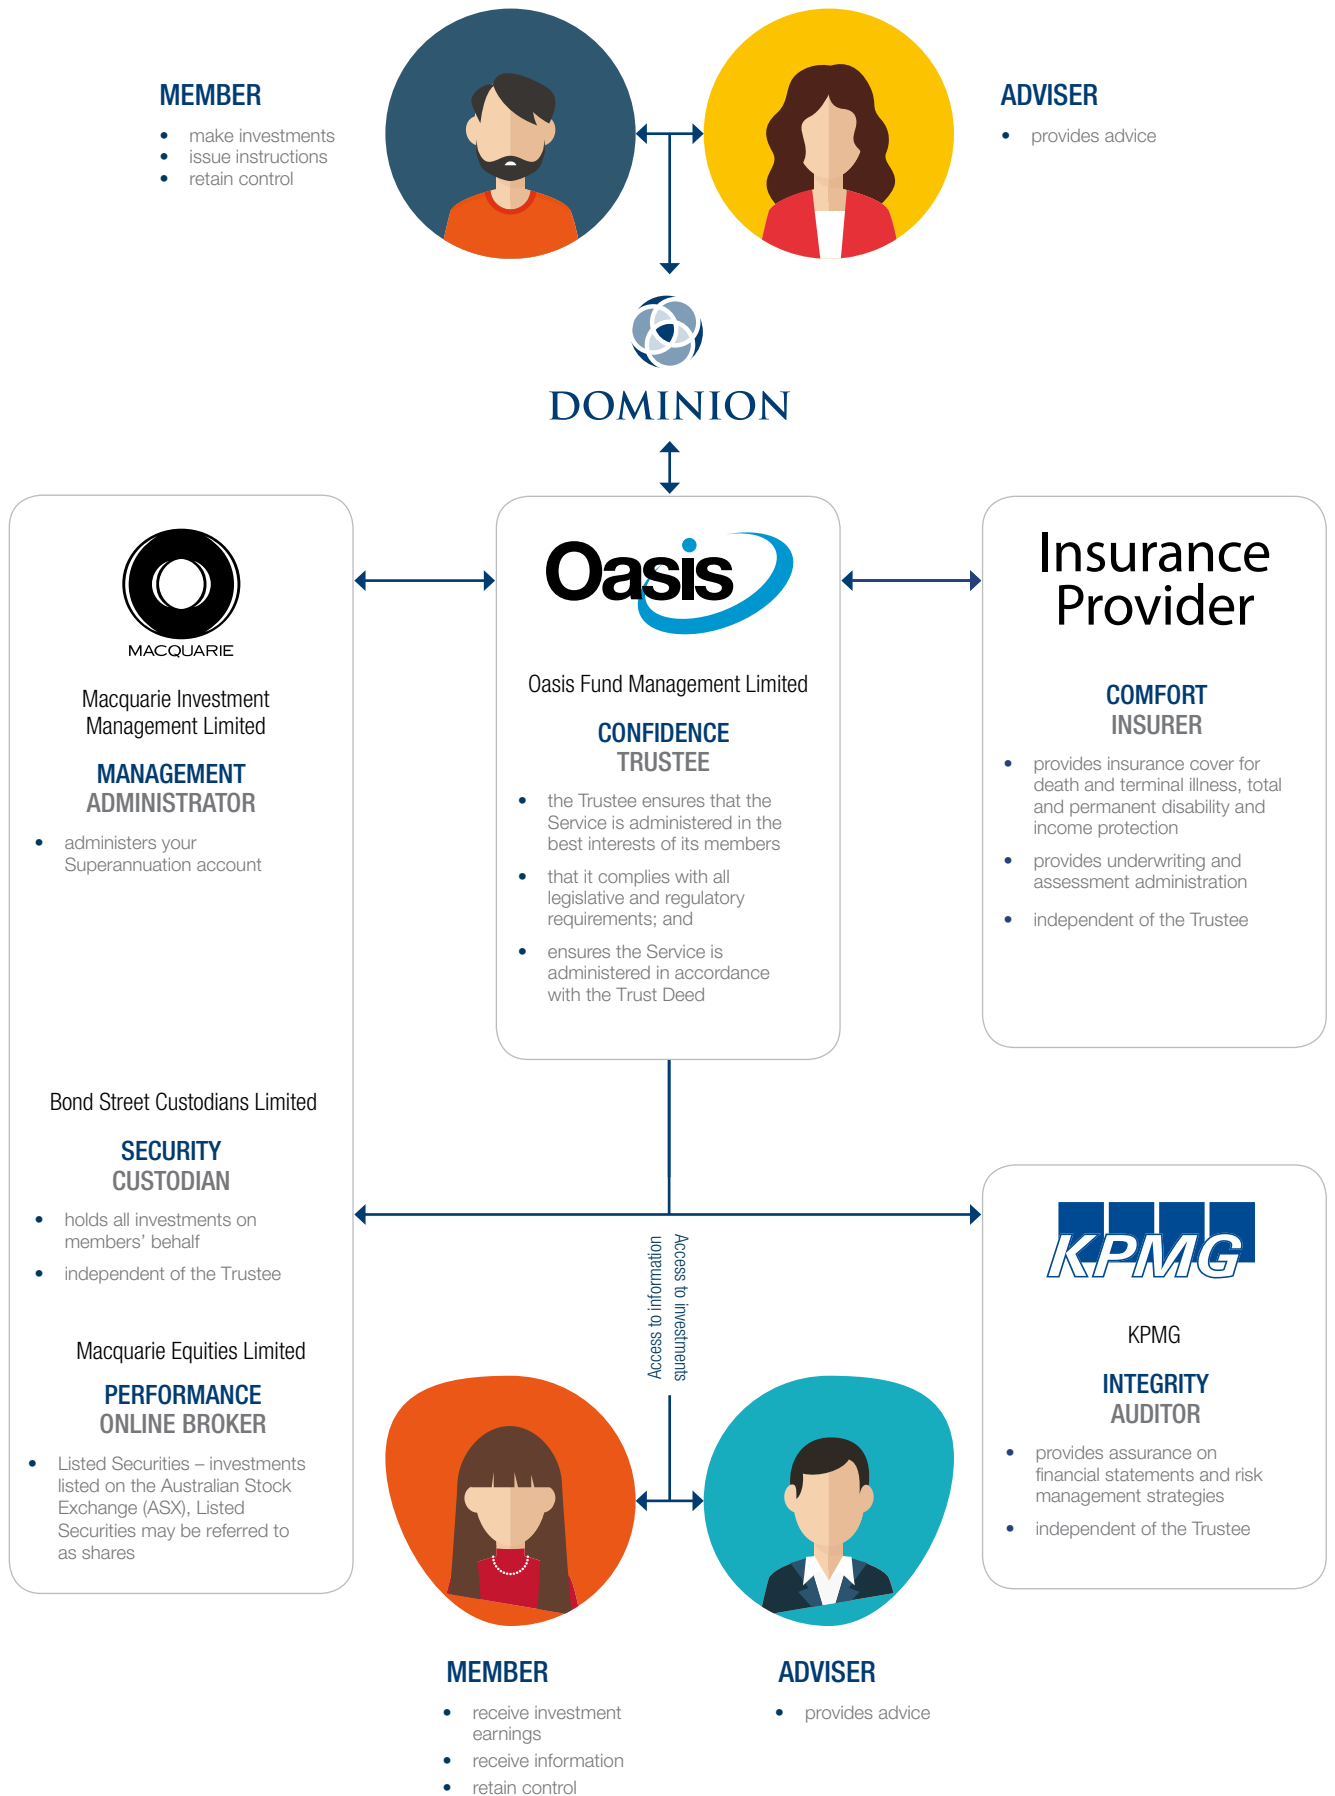 MEMBER
• make investments
• issue instructions
• retain control
ADVISER
• provides advice
DOMINION
MACQUARIE
Macquarie Investment
Management Limited
MANAGEMENT
ADMINISTRATOR
• administers your
Superannuation account
Bond Street Custodians Limited
SECURITY
CUSTODIAN
• holds all investments on
members' behalf
• independent of the Trustee
Macquarie Equities Limited
PERFORMANCE
ONLINE BROKER
• Listed Securities – investments
listed on the Australian Stock
Exchange (ASX), Listed
Securities may be referred to
as shares
Oasis
Oasis Fund Management Limited
CONFIDENCE
TRUSTEE
• the Trustee ensures that the
Service is administered in the
best interests of its members
• that it complies with all
legislative and regulatory
requirements; and
• ensures the Service is
administered in accordance
with the Trust Deed
Insurance
Provider
COMFORT
INSURER
• provides insurance cover for
death and terminal illness, total
and permanent disability and
income protection
• provides underwriting and
assessment administration
• independent of the Trustee
KPMG
KPMG
INTEGRITY
AUDITOR
• provides assurance on
financial statements and risk
management strategies
• independent of the Trustee
Access to investments
Access to information
MEMBER
• receive investment
earnings
• receive information
• retain control
ADVISER
• provides advice